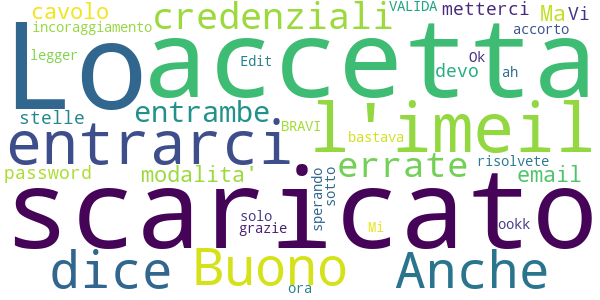 cavolo credenziali VALIDA metterci Ma Vi
incoraggiamento accorto
Lo accetta
legger Edit Ok devo ah
stelle entrambe l'imeil
BRAVI bastava
entrarci errate risolvete
password modalita' email
scaricato
sperando sotto
solo grazie Mi ookk
dice Buono Anche
ora